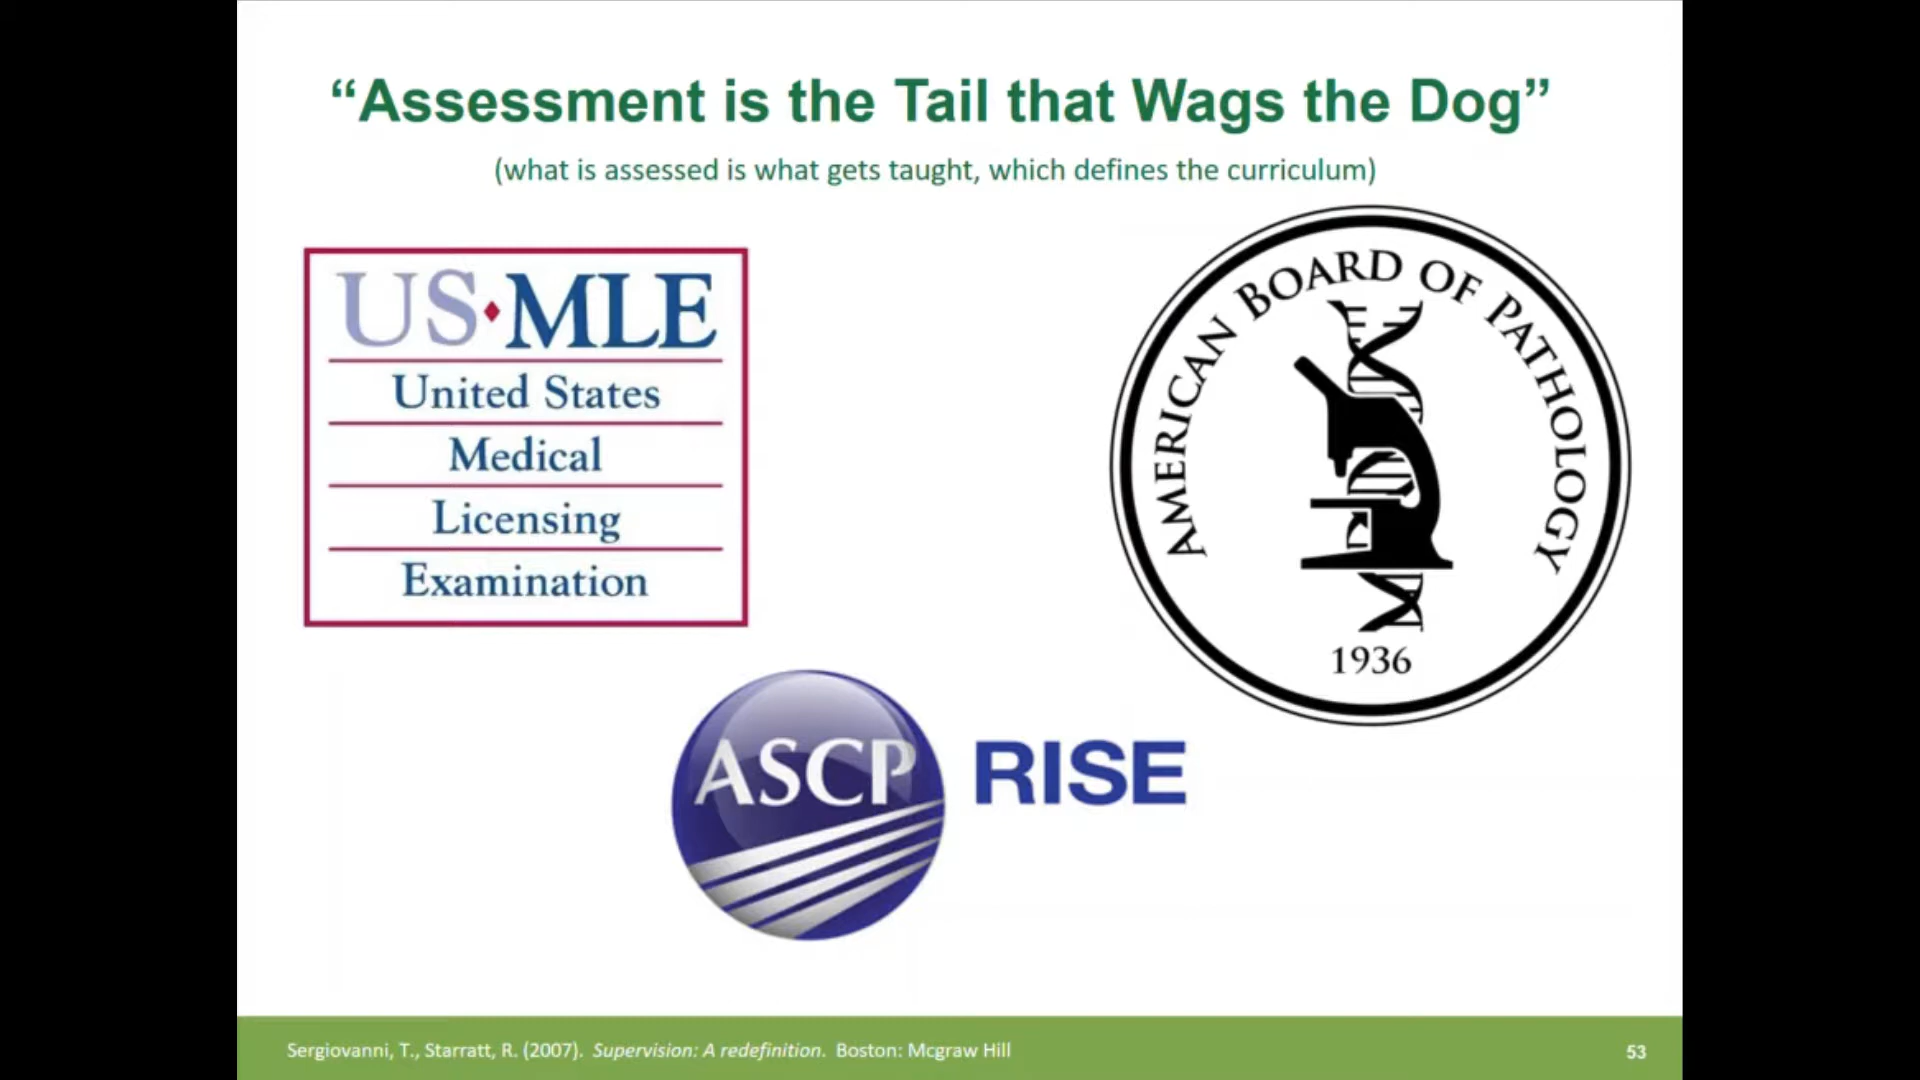 “Assessment is the Tail that Wags the Dog”
(what is assessed is what gets taught, which defines the curriculum)
US MLE
United States
Medical
Licensing
Examination
AMERICAN BOARD OF PATHOLOGY
1936
ASCP RISE
Sergiovanni, T., Starratt, R. (2007). Supervision: A redefinition. Boston: Mcgraw Hill
53